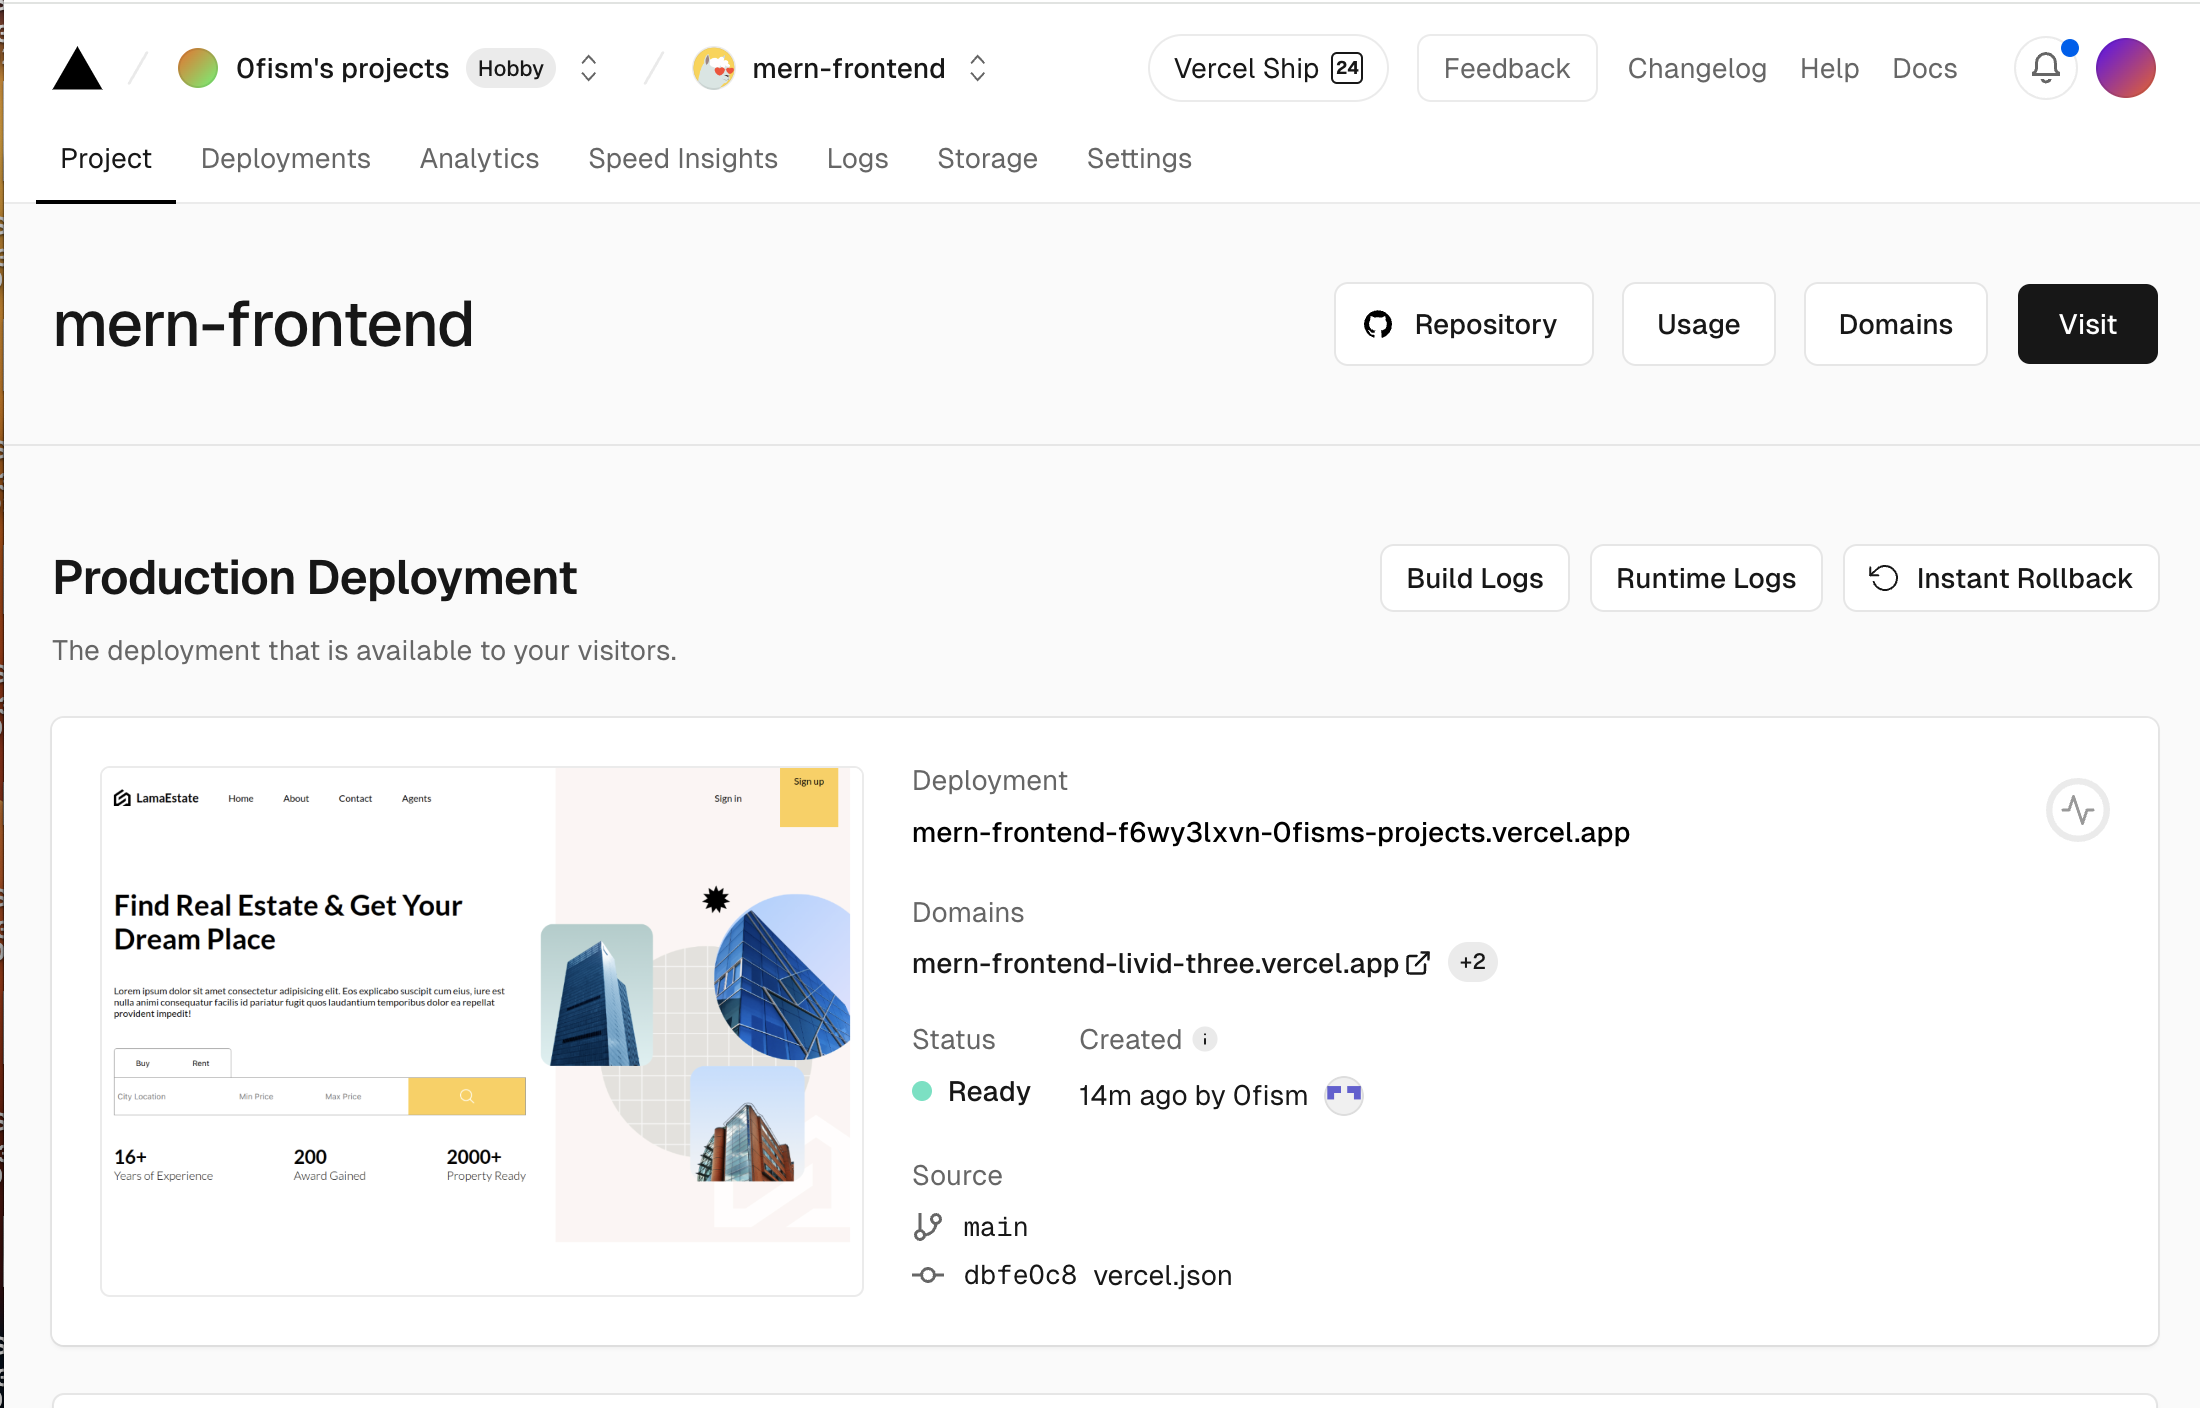 0fism's projects Hobby mern-frontend Vercel Ship 24 Feedback Changelog Help Docs
Project Deployments Analytics Speed Insights Logs Storage Settings
mern-frontend
Repository Usage Domains Visit
Production Deployment
Build Logs Runtime Logs Instant Rollback
The deployment that is available to your visitors.
LamaEstate Home About Contact Agents Sign in Sign up
Find Real Estate & Get Your
Dream Place
Lorem ipsum dolor sit amet consectetur adipisicing elit. Eos explicabo suscipit cum eius, iure est
nulla animi consequatur facilis id pariatur fugit quos laudantium temporibus dolor ea repellat
provident impedit!
Buy Rent
City Location Min Price Max Price
16+ 200 2000+
Years of Experience Award Gained Property Ready
Deployment
mern-frontend-f6wy3lxvn-0fisms-projects.vercel.app
Domains
mern-frontend-livid-three.vercel.app +2
Status Created
Ready 14m ago by 0fism
Source
main
dbfe0c8 vercel.json